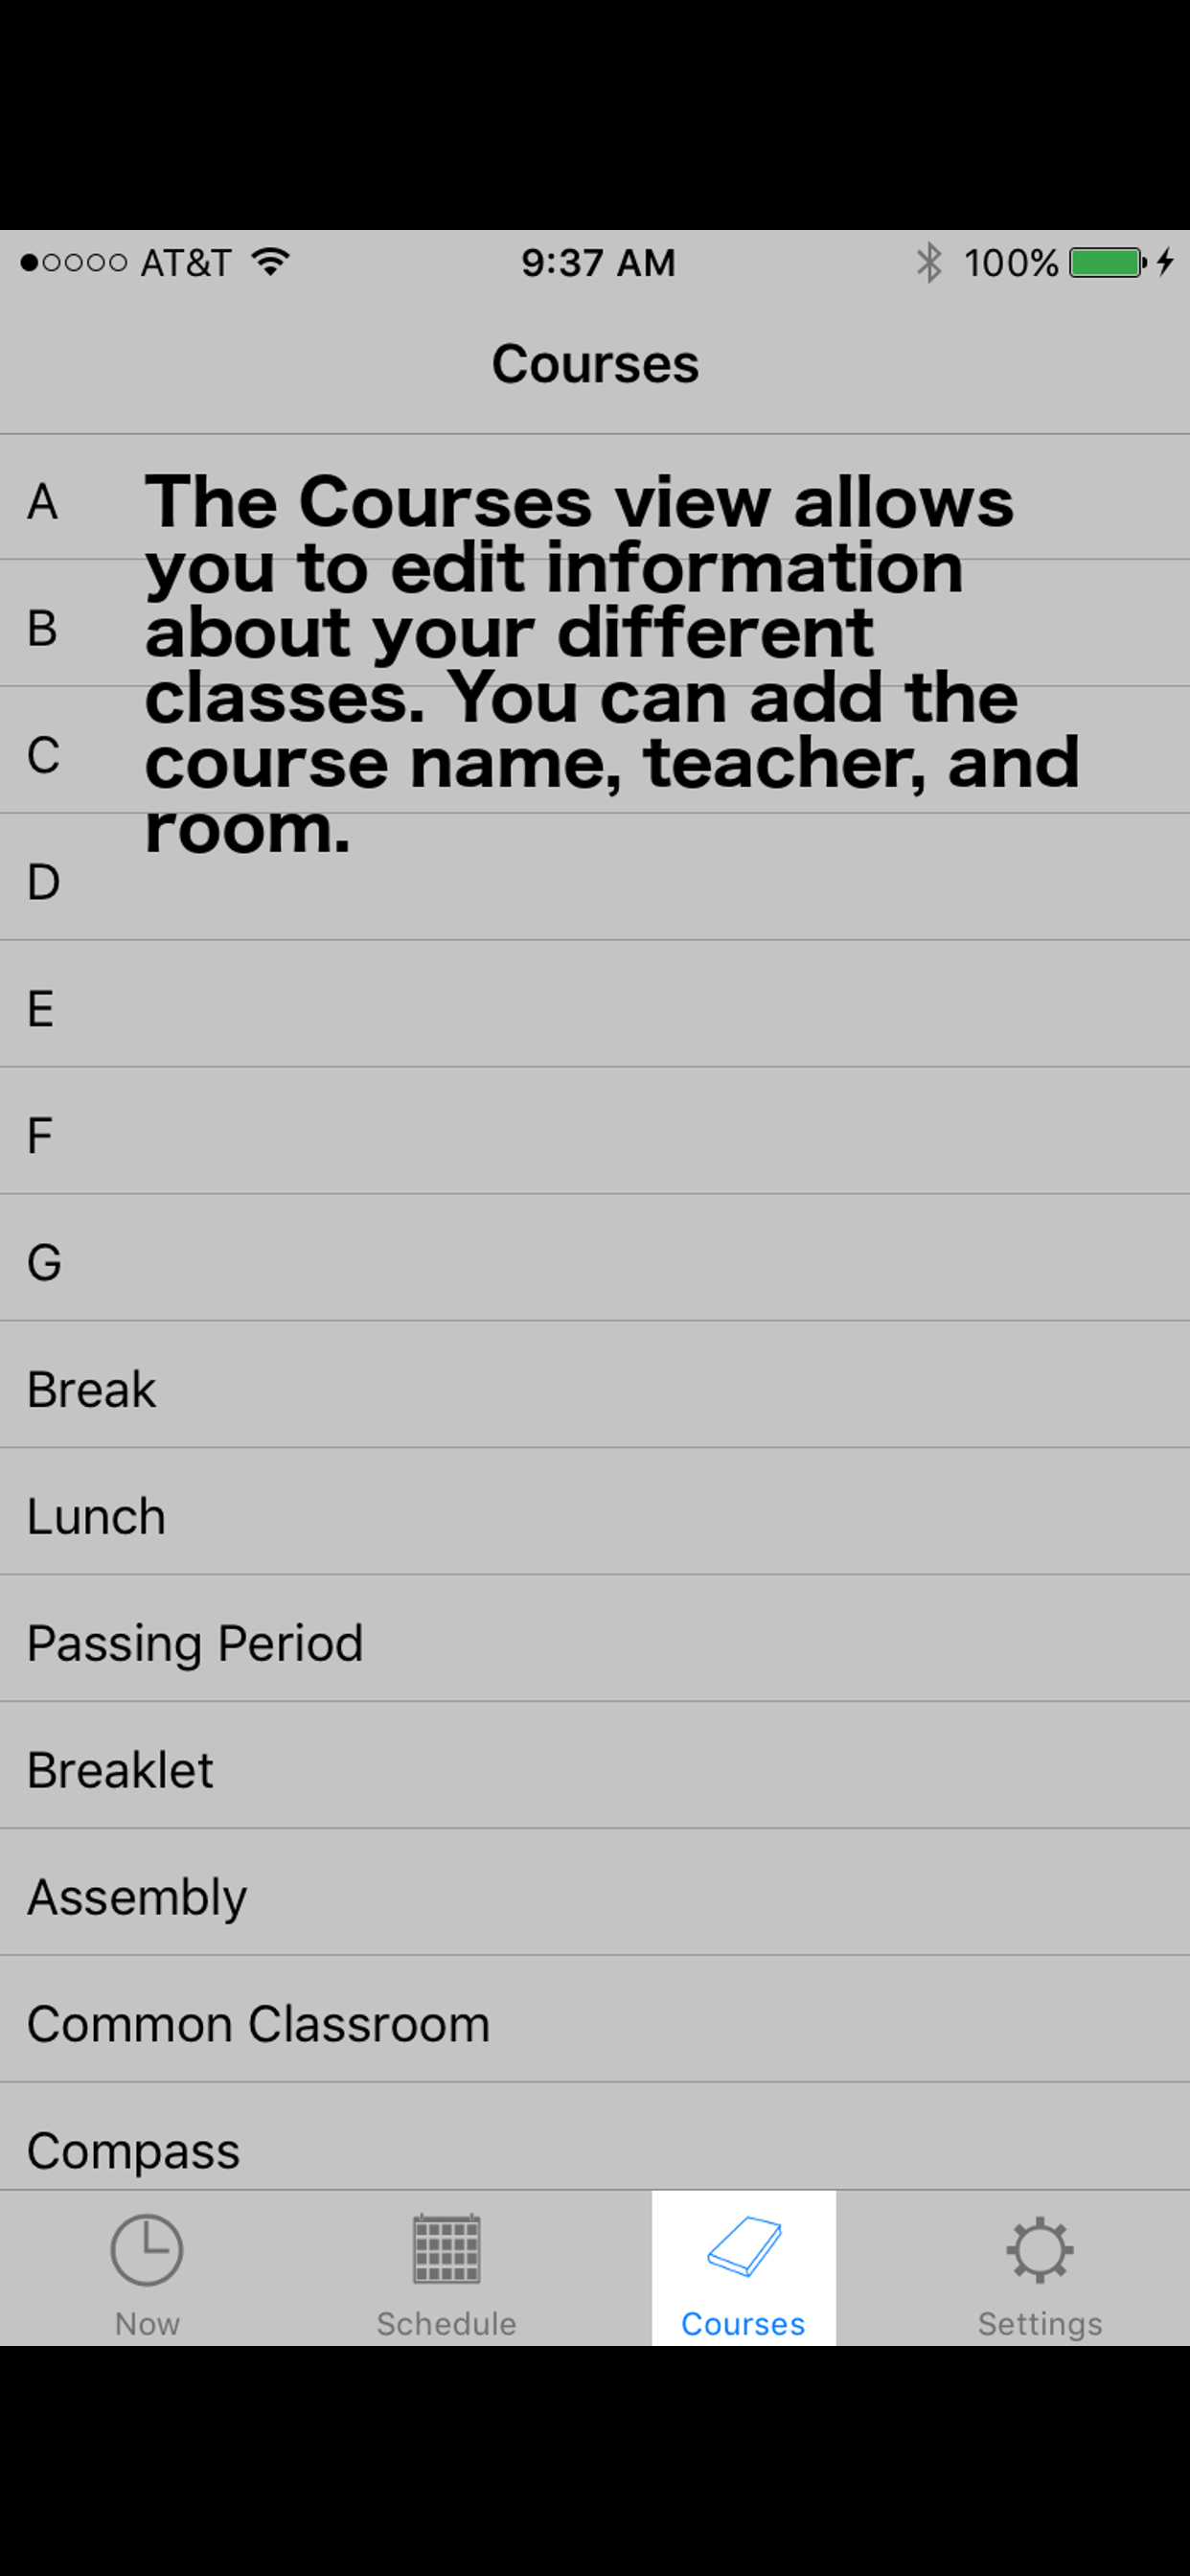 AT&T 9:37 AM 100%
Courses
A
The Courses view allows
you to edit information
B
about your different
classes. You can add the
C
course name, teacher, and
room.
D
E
F
G
Break
Lunch
Passing Period
Breaklet
Assembly
Common Classroom
Compass
Now Schedule Courses Settings